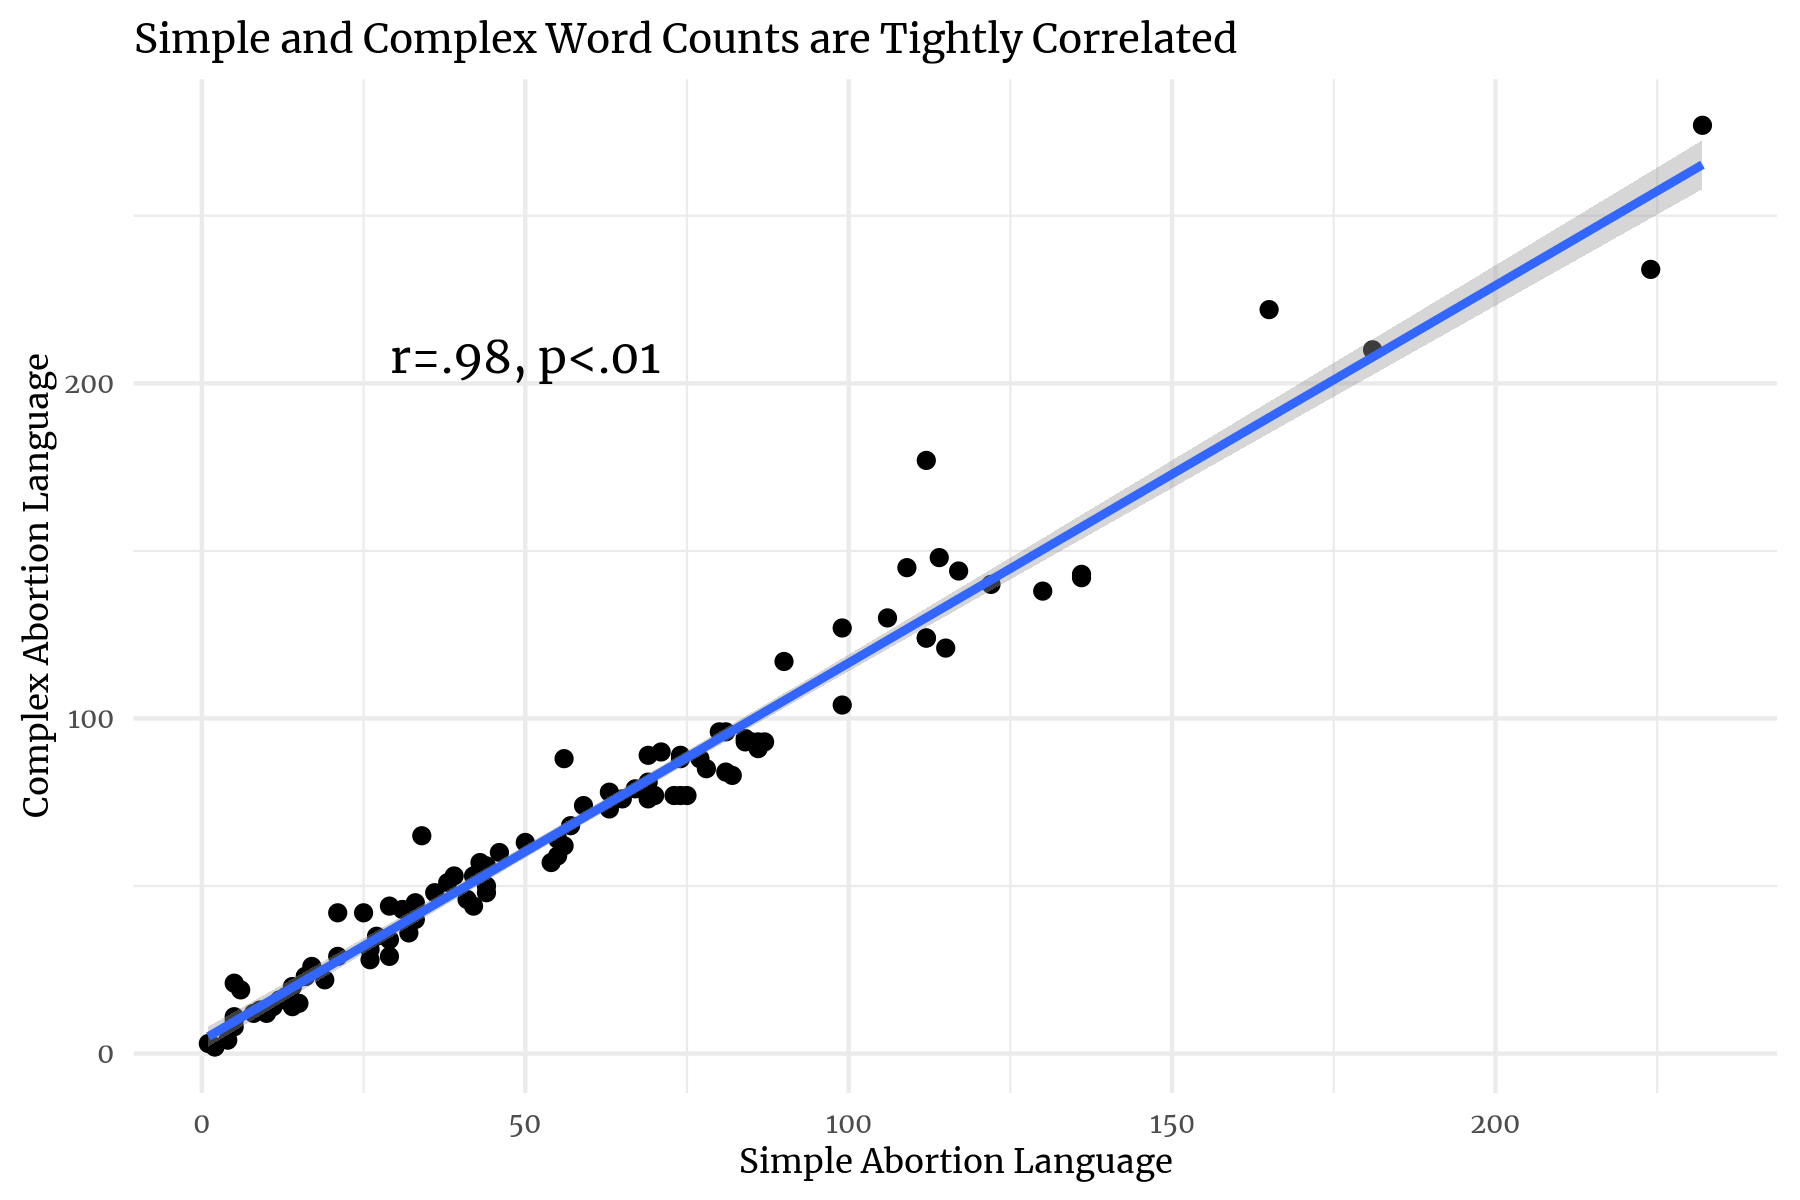 Simple and Complex Word Counts are Tightly Correlated
r=.98, p<.01
Complex Abortion Language
200
100
0
0 50 100 150 200
Simple Abortion Language